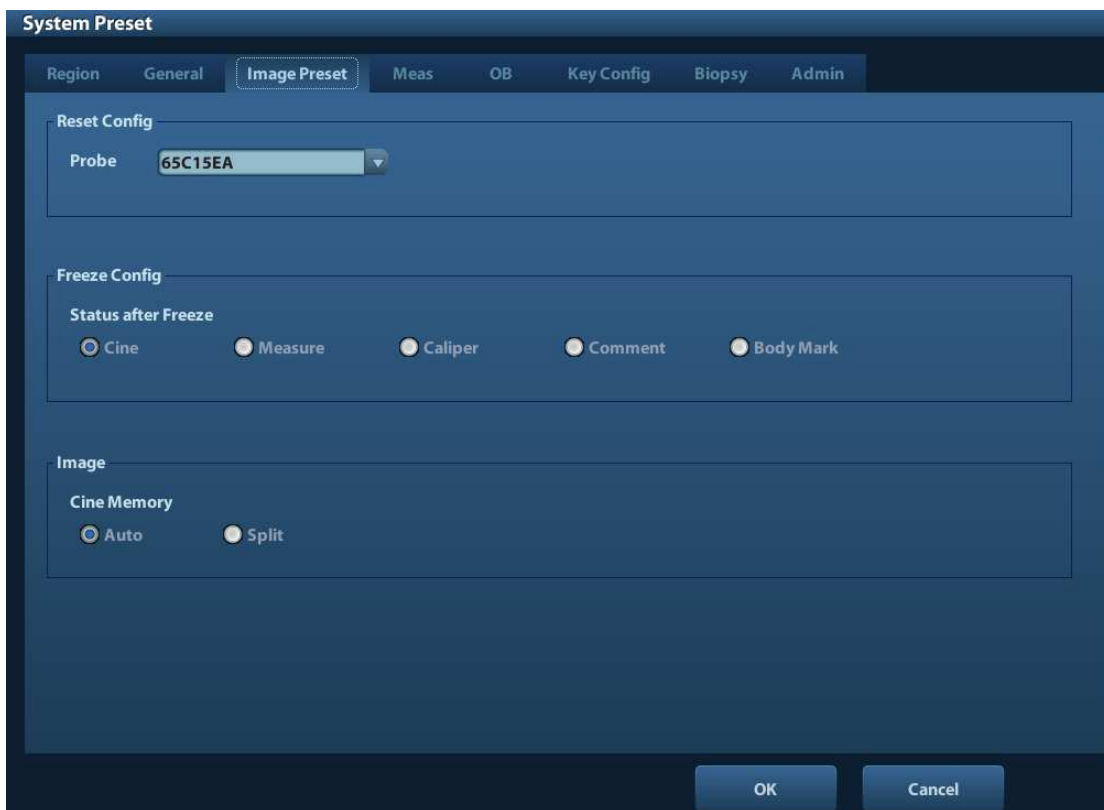 System Preset
Region General Image Preset Meas OB Key Config Biopsy Admin
Reset Config
Probe 65C15EA
Freeze Config
Status after Freeze
Cine Measure Caliper Comment Body Mark
Image
Cine Memory
Auto Split
OK Cancel